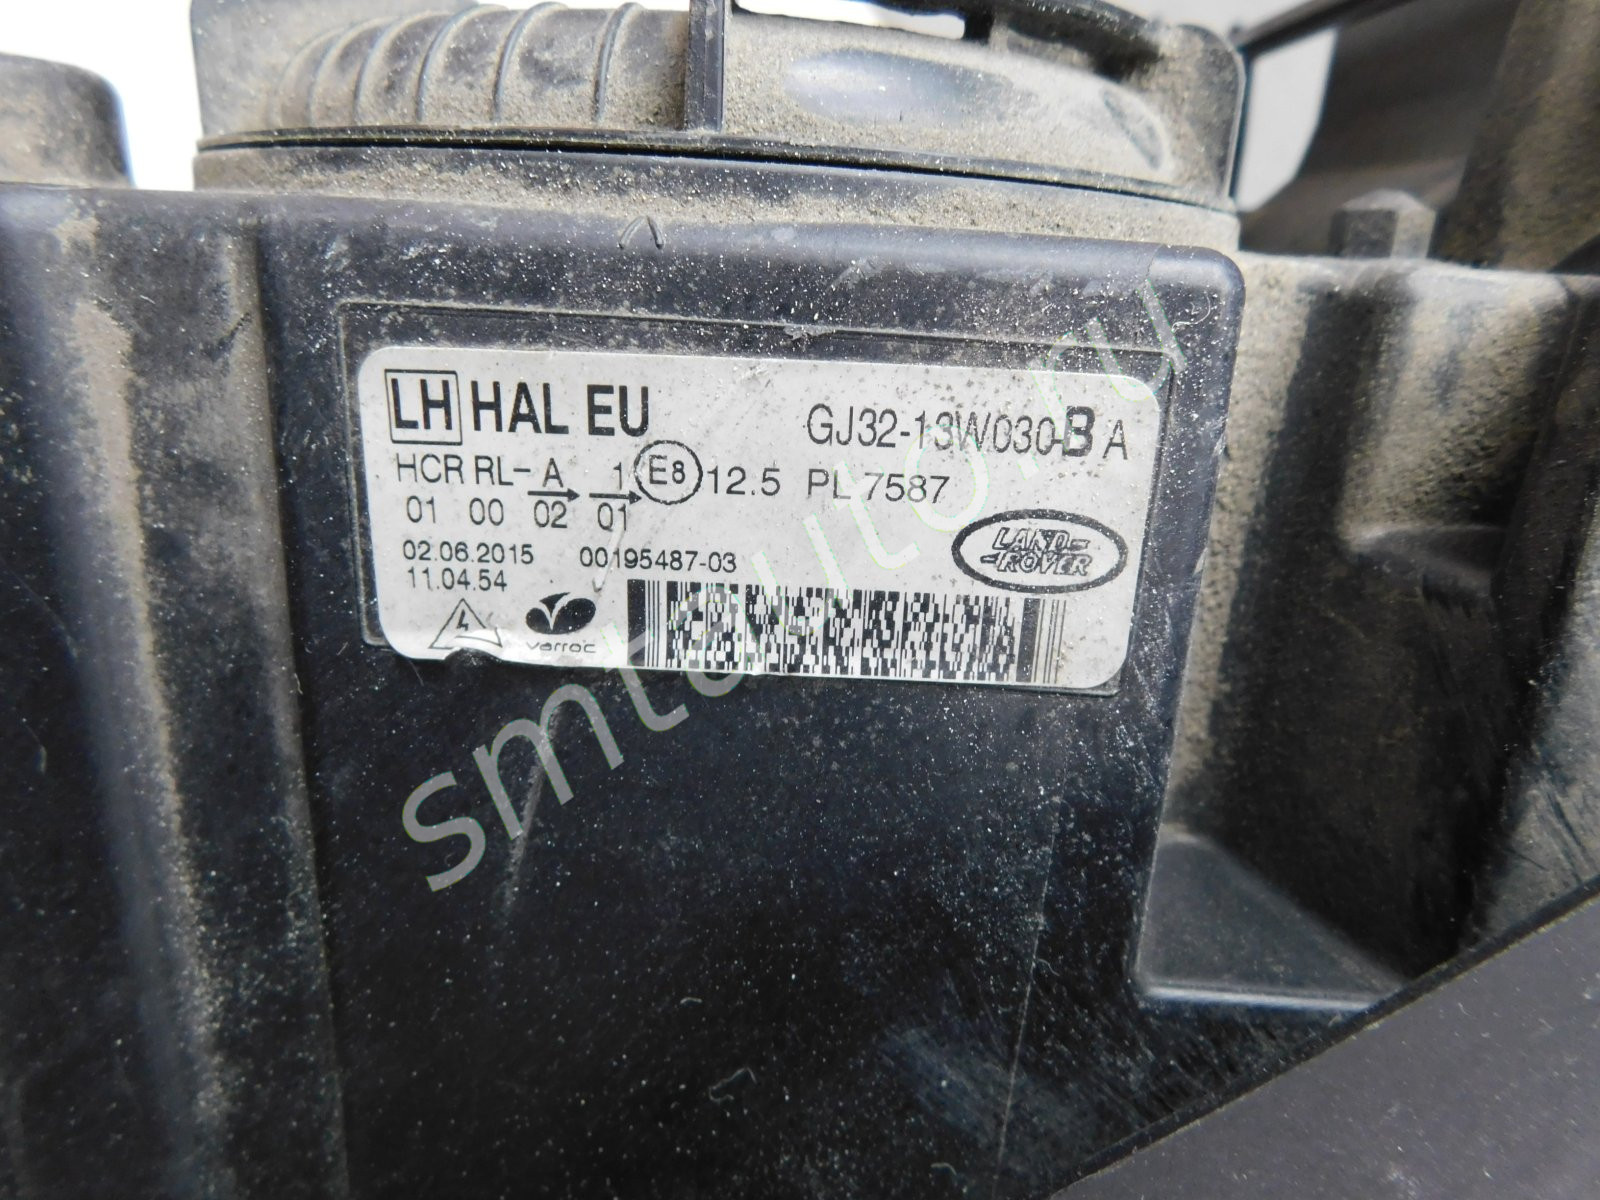 LH HAL EU GJ32-13W030-B A
HCR RL- A 1 E8 12.5 PL 7587
01 00 02 01
02.06.2015 00195487-03
11.04.54
LAND-
-ROVER
varroc
smtauto.ru